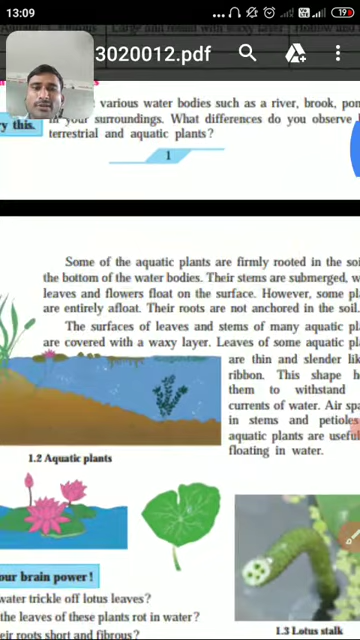 13:09
19
3020012.pdf
various water bodies such as a river, brook, pon
ry this.
in your surroundings. What differences do you observe
terrestrial and aquatic plants?
1
Some of the aquatic plants are firmly rooted in the soi
the bottom of the water bodies. Their stems are submerged, w
leaves and flowers float on the surface. However, some pla
are entirely afloat. Their roots are not anchored in the soil.
The surfaces of leaves and stems of many aquatic pla
are covered with a waxy layer. Leaves of some aquatic pla
are thin and slender lik
ribbon. This shape he
them to withstand
currents of water. Air spa
in stems and petioles
aquatic plants are useful
floating in water.
1.2 Aquatic plants
our brain power!
water trickle off lotus leaves?
the leaves of these plants rot in water?
eir roots short and fibrous?
1.3 Lotus stalk